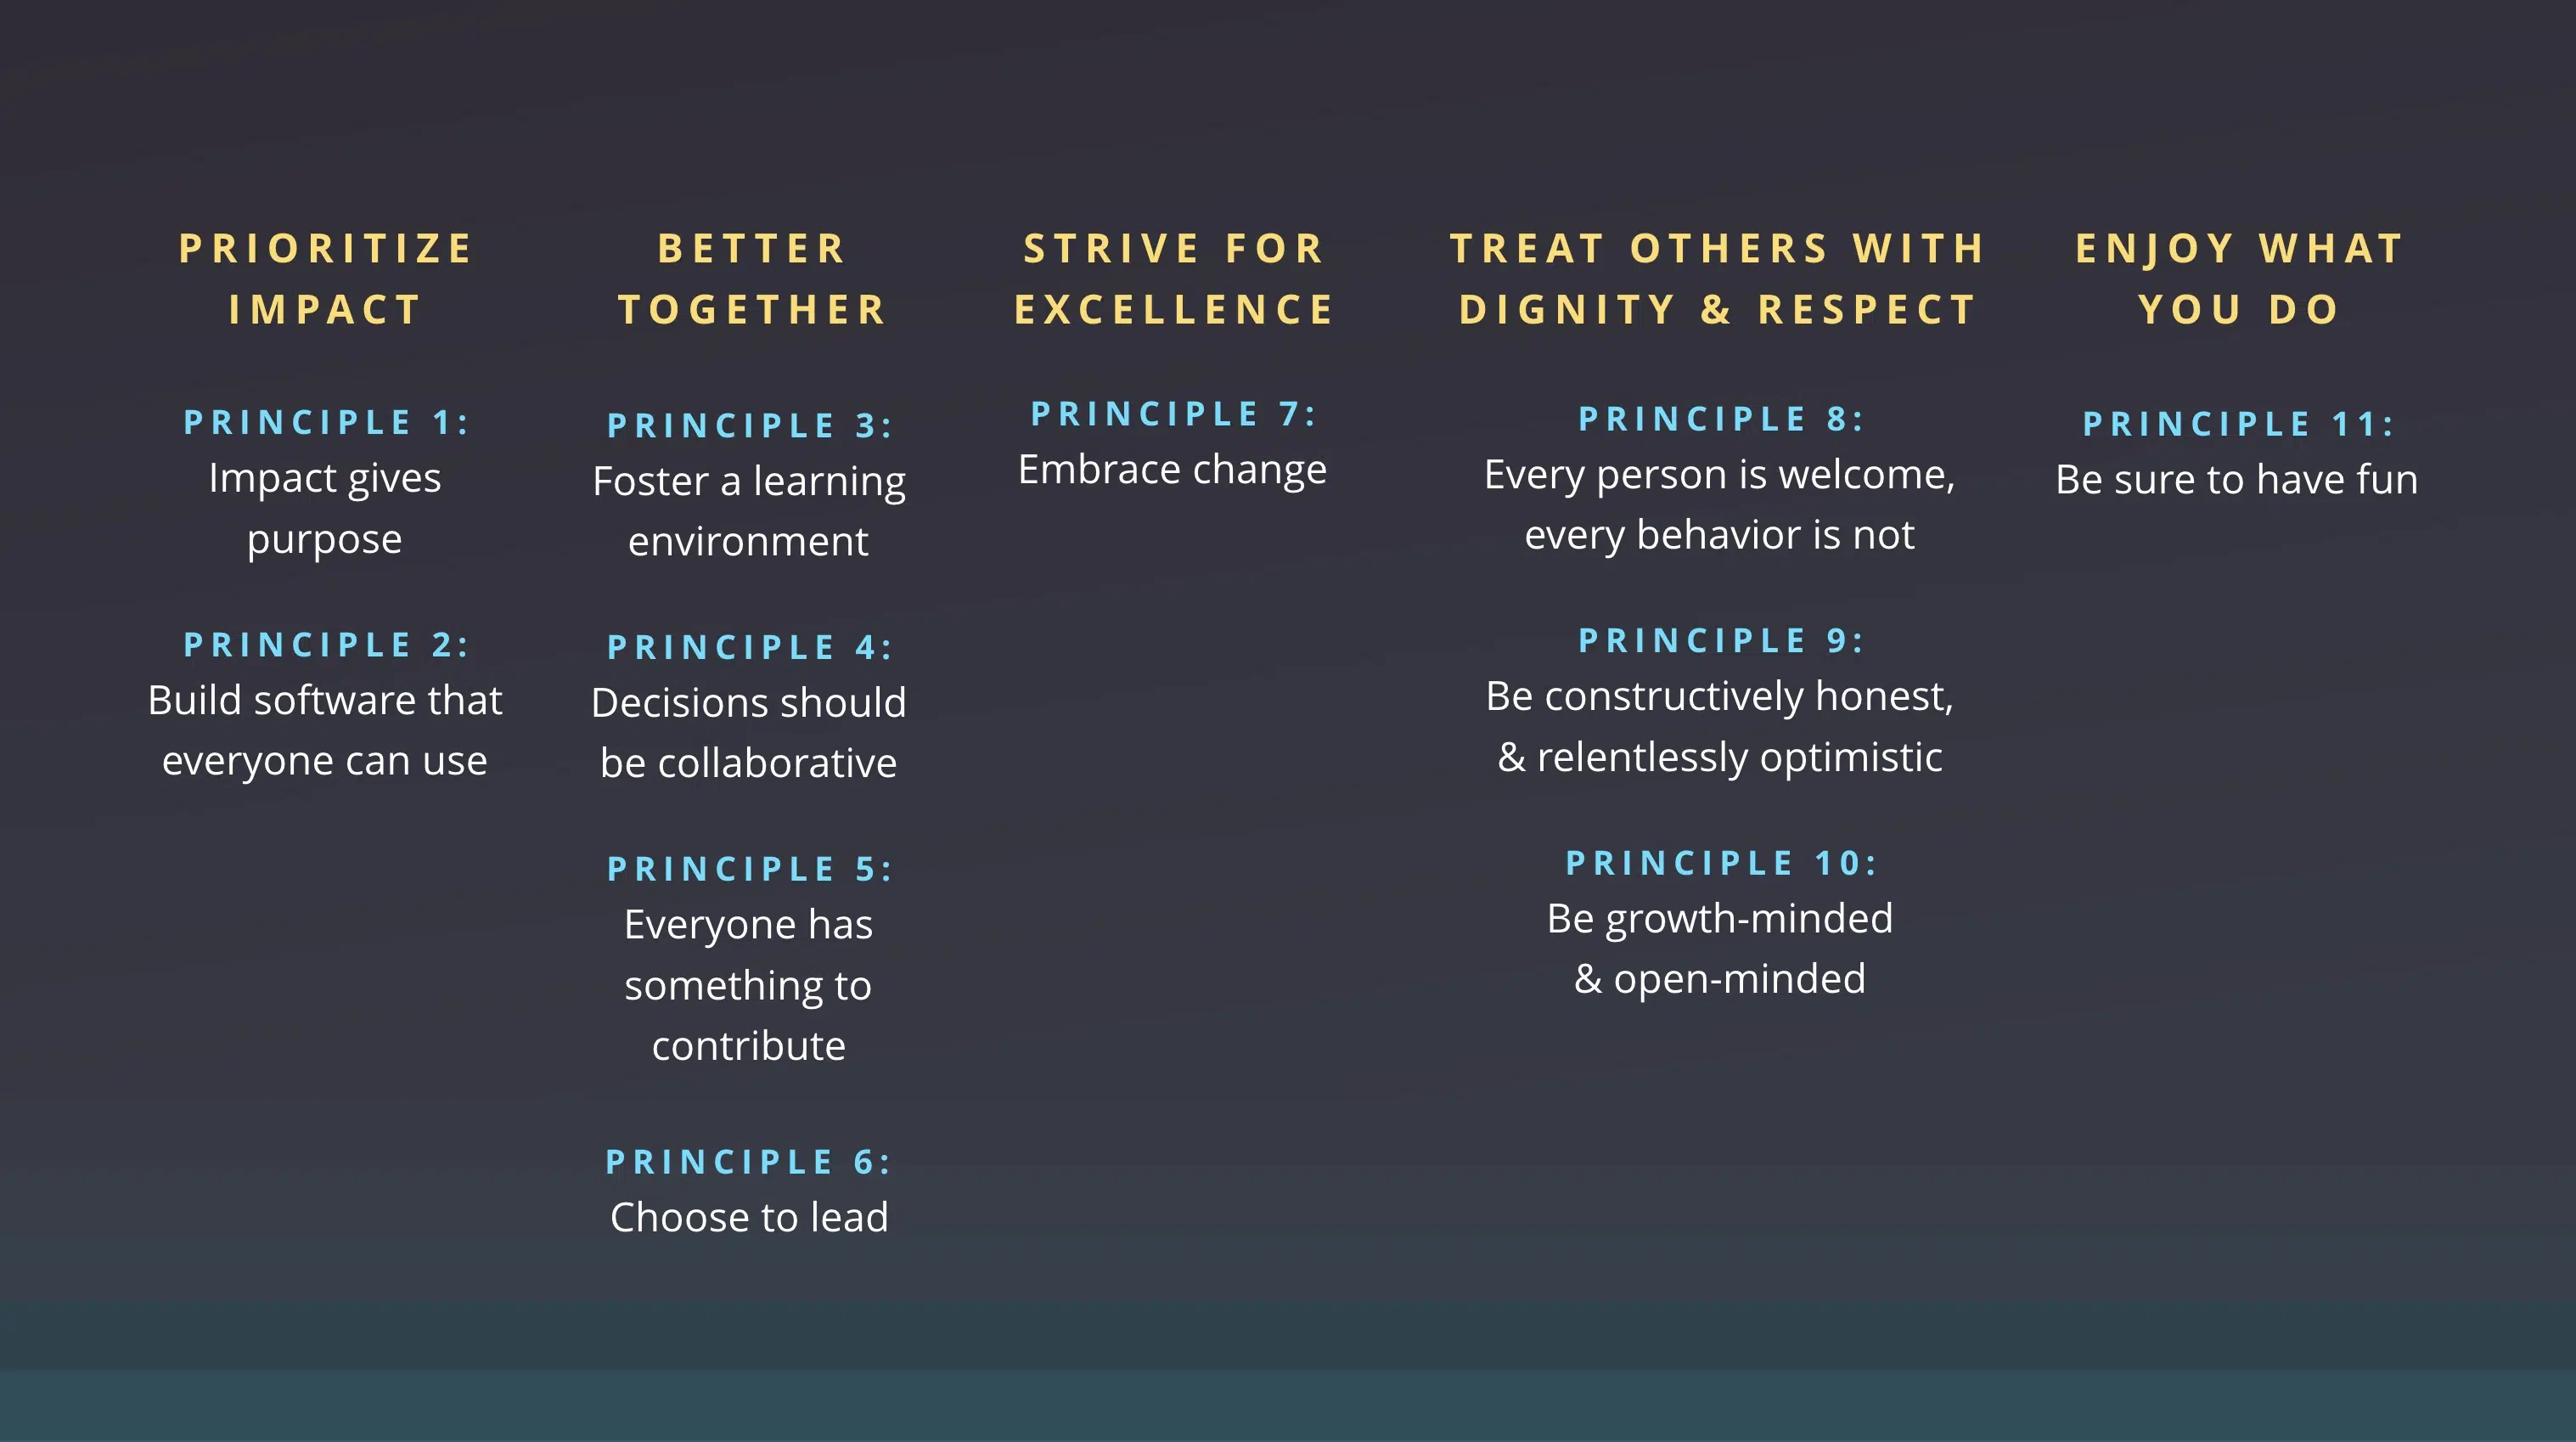 PRIORITIZE
IMPACT
PRINCIPLE 1:
Impact gives
purpose
PRINCIPLE 2:
Build software that
everyone can use
BETTER
TOGETHER
PRINCIPLE 3:
Foster a learning
environment
PRINCIPLE 4:
Decisions should
be collaborative
PRINCIPLE 5:
Everyone has
something to
contribute
PRINCIPLE 6:
Choose to lead
STRIVE FOR
EXCELLENCE
PRINCIPLE 7:
Embrace change
TREAT OTHERS WITH
DIGNITY & RESPECT
PRINCIPLE 8:
Every person is welcome,
every behavior is not
PRINCIPLE 9:
Be constructively honest,
& relentlessly optimistic
PRINCIPLE 10:
Be growth-minded
& open-minded
ENJOY WHAT
YOU DO
PRINCIPLE 11:
Be sure to have fun